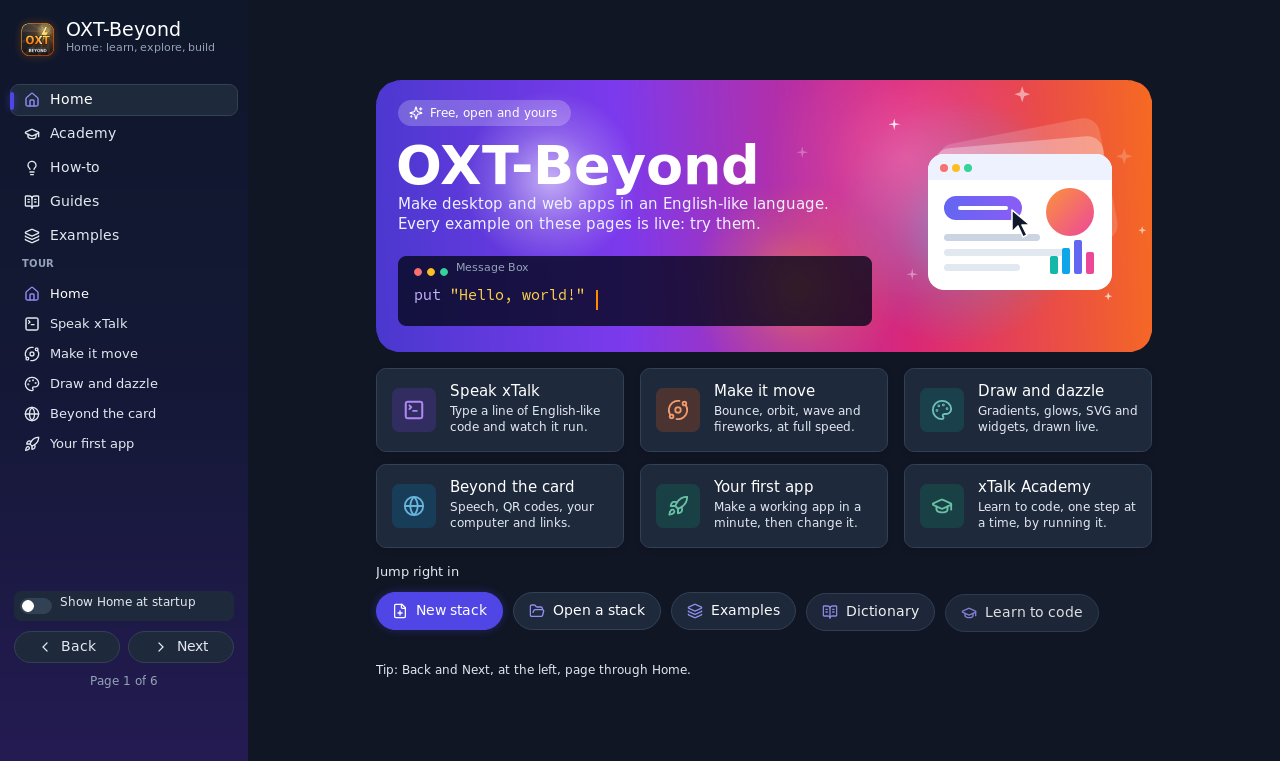 OXT
BEYOND
OXT-Beyond
Home: learn, explore, build
Home
Academy
How-to
Guides
Examples
TOUR
Home
Speak xTalk
Make it move
Draw and dazzle
Beyond the card
Your first app
Show Home at startup
Back
Next
Page 1 of 6
Free, open and yours
OXT-Beyond
Make desktop and web apps in an English-like language.
Every example on these pages is live: try them.
Message Box
put "Hello, world!"
Speak xTalk
Type a line of English-like
code and watch it run.
Make it move
Bounce, orbit, wave and
fireworks, at full speed.
Draw and dazzle
Gradients, glows, SVG and
widgets, drawn live.
Beyond the card
Speech, QR codes, your
computer and links.
Your first app
Make a working app in a
minute, then change it.
xTalk Academy
Learn to code, one step at
a time, by running it.
Jump right in
New stack
Open a stack
Examples
Dictionary
Learn to code
Tip: Back and Next, at the left, page through Home.